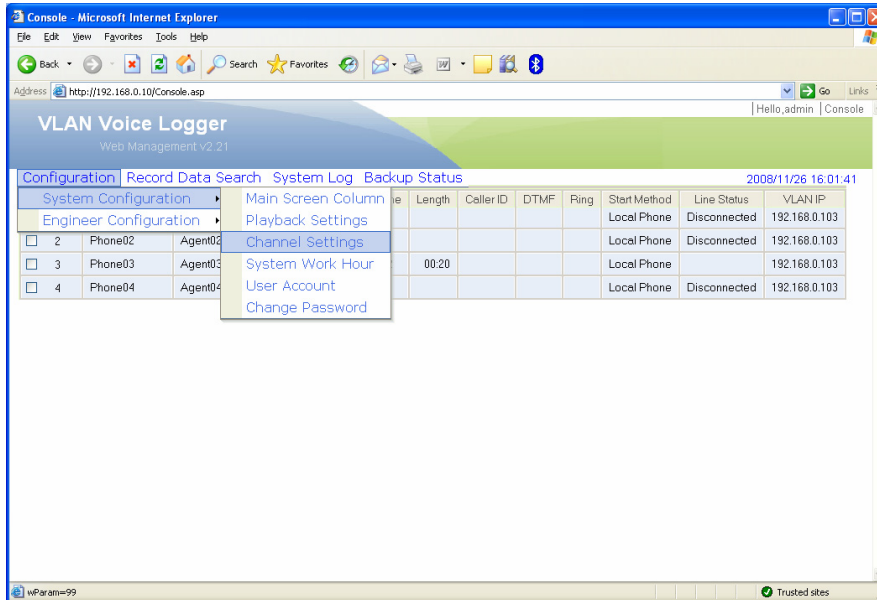 Console - Microsoft Internet Explorer
File Edit View Favorites Tools Help
Back Search Favorites
Address http://192.168.0.10/Console.asp Go Links
Hello,admin | Console
VLAN Voice Logger
Web Management v2.21
Configuration Record Data Search System Log Backup Status 2008/11/26 16:01:41
System Configuration Main Screen Column Length Caller ID DTMF Ring Start Method Line Status VLAN IP
Engineer Configuration Playback Settings Local Phone Disconnected 192.168.0.103
2 Phone02 Agent02 Channel Settings Local Phone Disconnected 192.168.0.103
3 Phone03 Agent03 System Work Hour 00:20 Local Phone 192.168.0.103
4 Phone04 Agent04 User Account Local Phone Disconnected 192.168.0.103
Change Password
wParam=99 Trusted sites